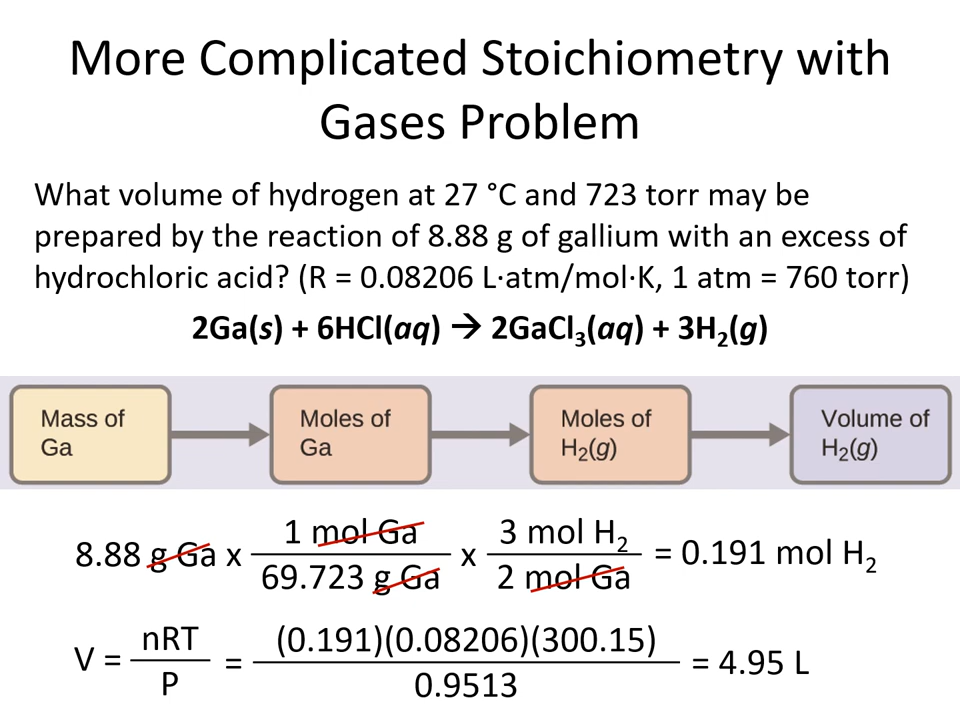 More Complicated Stoichiometry with
Gases Problem
What volume of hydrogen at 27 °C and 723 torr may be
prepared by the reaction of 8.88 g of gallium with an excess of
hydrochloric acid? (R = 0.08206 L·atm/mol·K, 1 atm = 760 torr)
2Ga(s) + 6HCl(aq) → 2GaCl₃(aq) + 3H₂(g)
Mass of
Ga
Moles of
Ga
Moles of
H₂(g)
Volume of
H₂(g)
8.88 g Ga x 1 mol Ga / 69.723 g Ga x 3 mol H₂ / 2 mol Ga = 0.191 mol H₂
V = nRT / P = (0.191)(0.08206)(300.15) / 0.9513 = 4.95 L